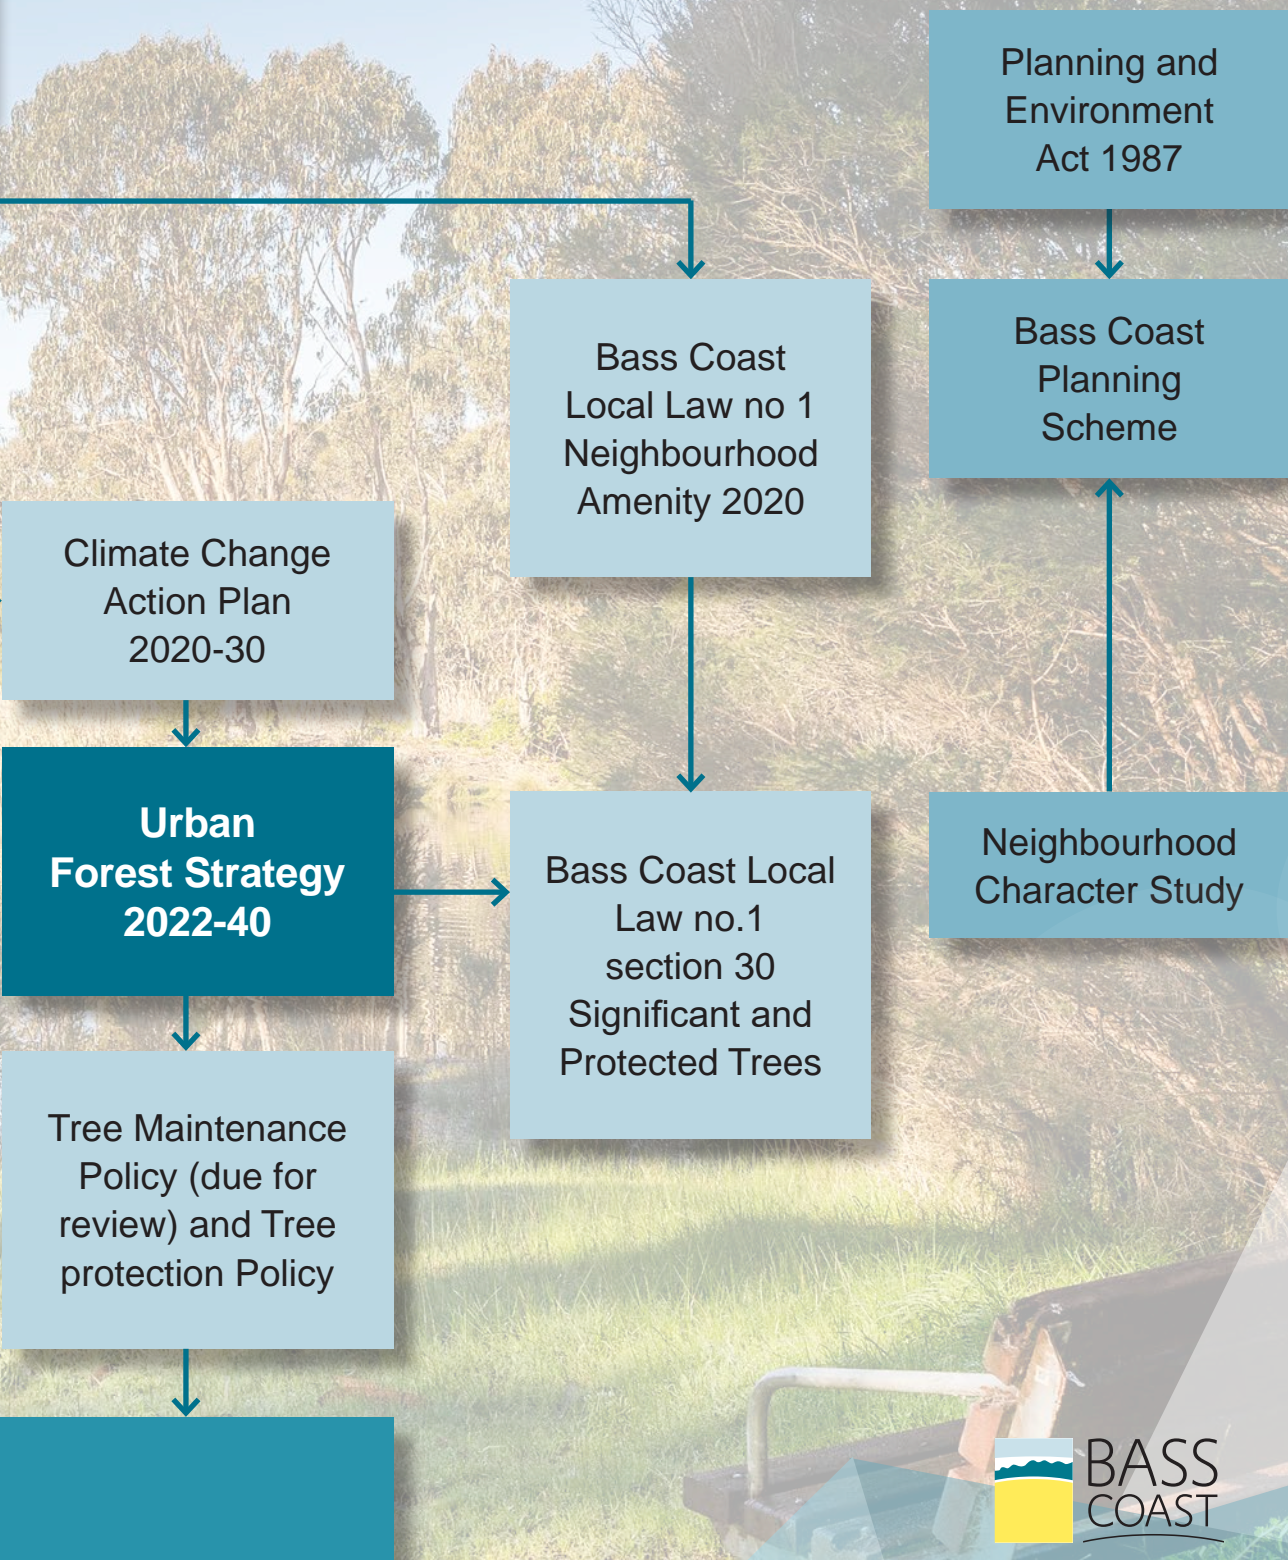 Planning and
Environment
Act 1987
Bass Coast
Local Law no 1
Neighbourhood
Amenity 2020
Bass Coast
Planning
Scheme
Climate Change
Action Plan
2020-30
Urban
Forest Strategy
2022-40
Bass Coast Local
Law no.1
section 30
Significant and
Protected Trees
Neighbourhood
Character Study
Tree Maintenance
Policy (due for
review) and Tree
protection Policy
BASS
COAST